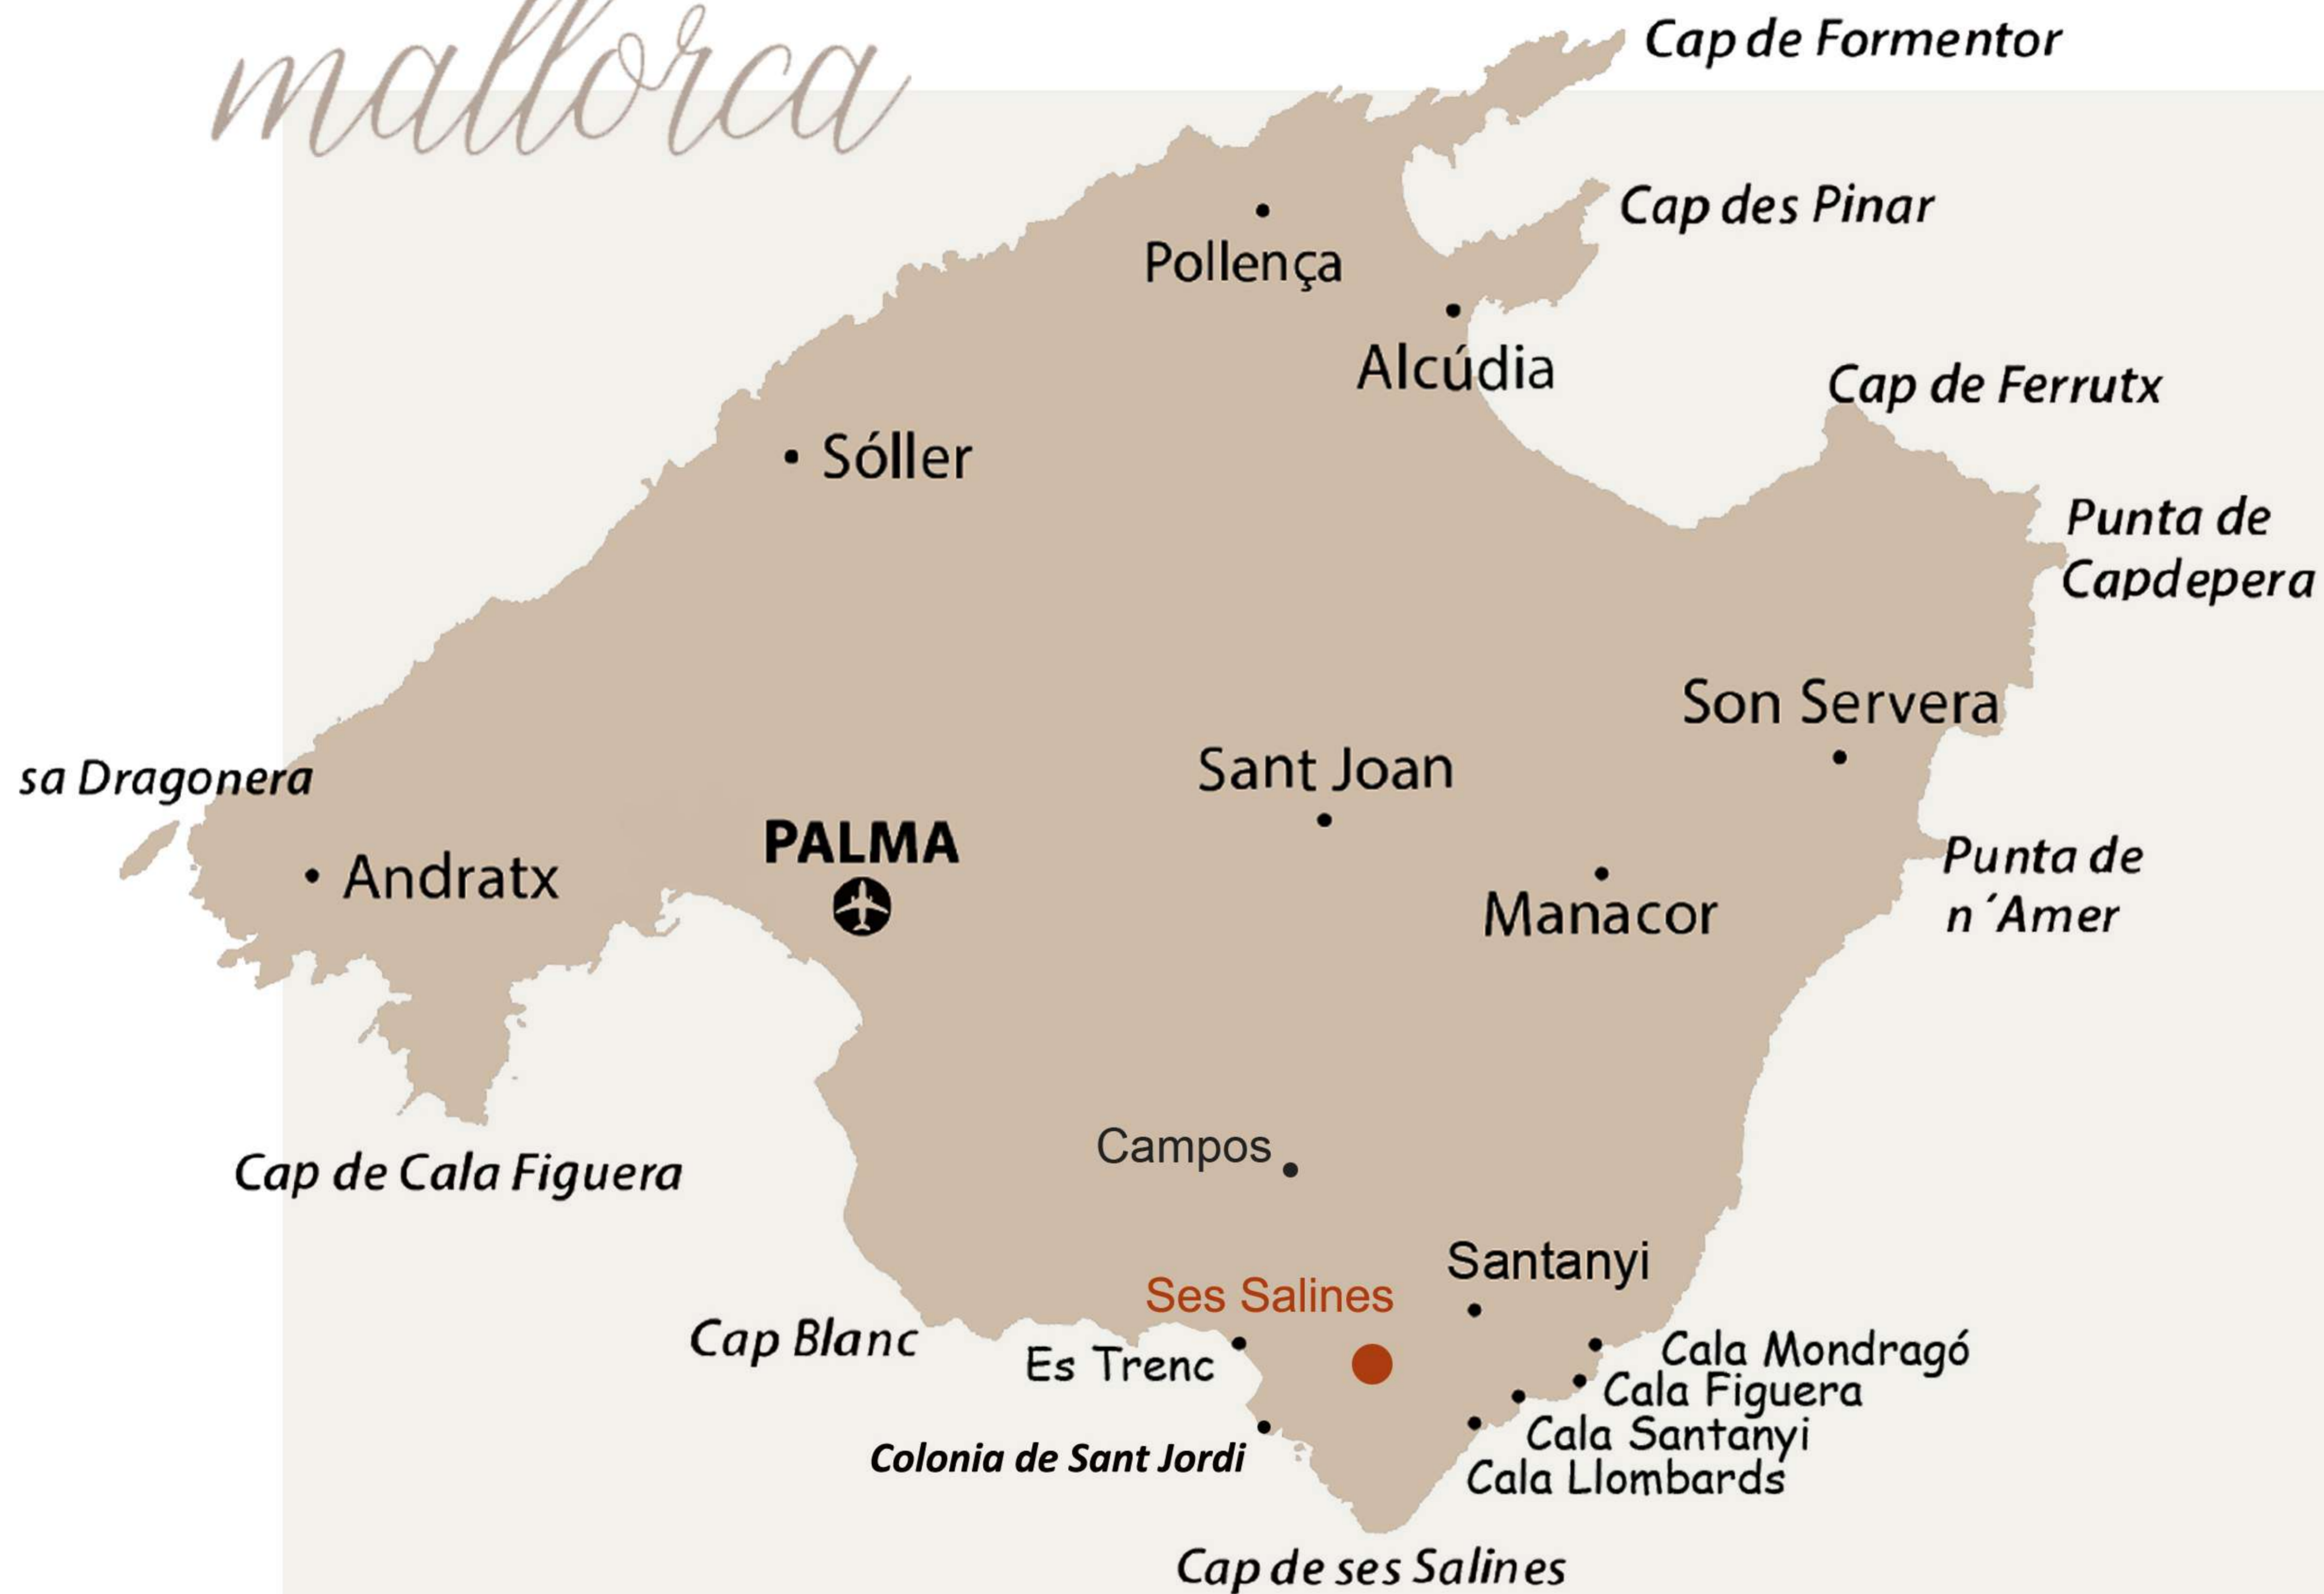 mallorca
Cap de Formentor
Cap des Pinar
Pollença
Alcúdia
Cap de Ferrutx
Sóller
Punta de
Capdepera
Son Servera
Sant Joan
sa Dragonera
PALMA
Andratx
Punta de
n´Amer
Manacor
Campos
Cap de Cala Figuera
Santanyi
Ses Salines
Cap Blanc
Es Trenc
Cala Mondragó
Cala Figuera
Cala Santanyi
Colonia de Sant Jordi
Cala Llombards
Cap de ses Salines